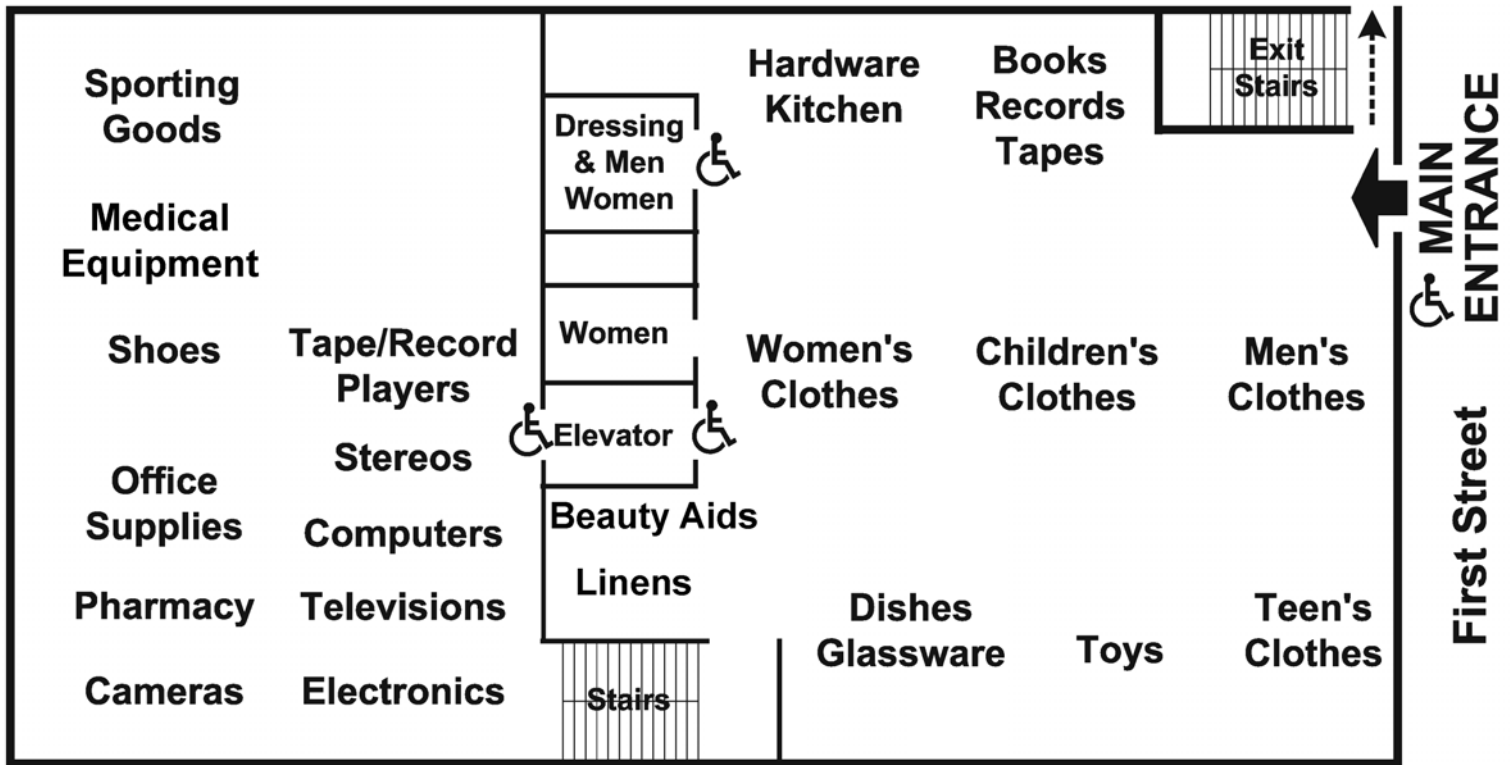 Sporting
Goods
Medical
Equipment
Shoes
Tape/Record
Players
Stereos
Office
Supplies
Computers
Pharmacy
Televisions
Cameras
Electronics
Dressing
& Men
Women
Women
Elevator
Beauty Aids
Linens
Stairs
Hardware
Kitchen
Books
Records
Tapes
Exit
Stairs
Women's
Clothes
Children's
Clothes
Men's
Clothes
Dishes
Glassware
Toys
Teen's
Clothes
MAIN
ENTRANCE
First Street